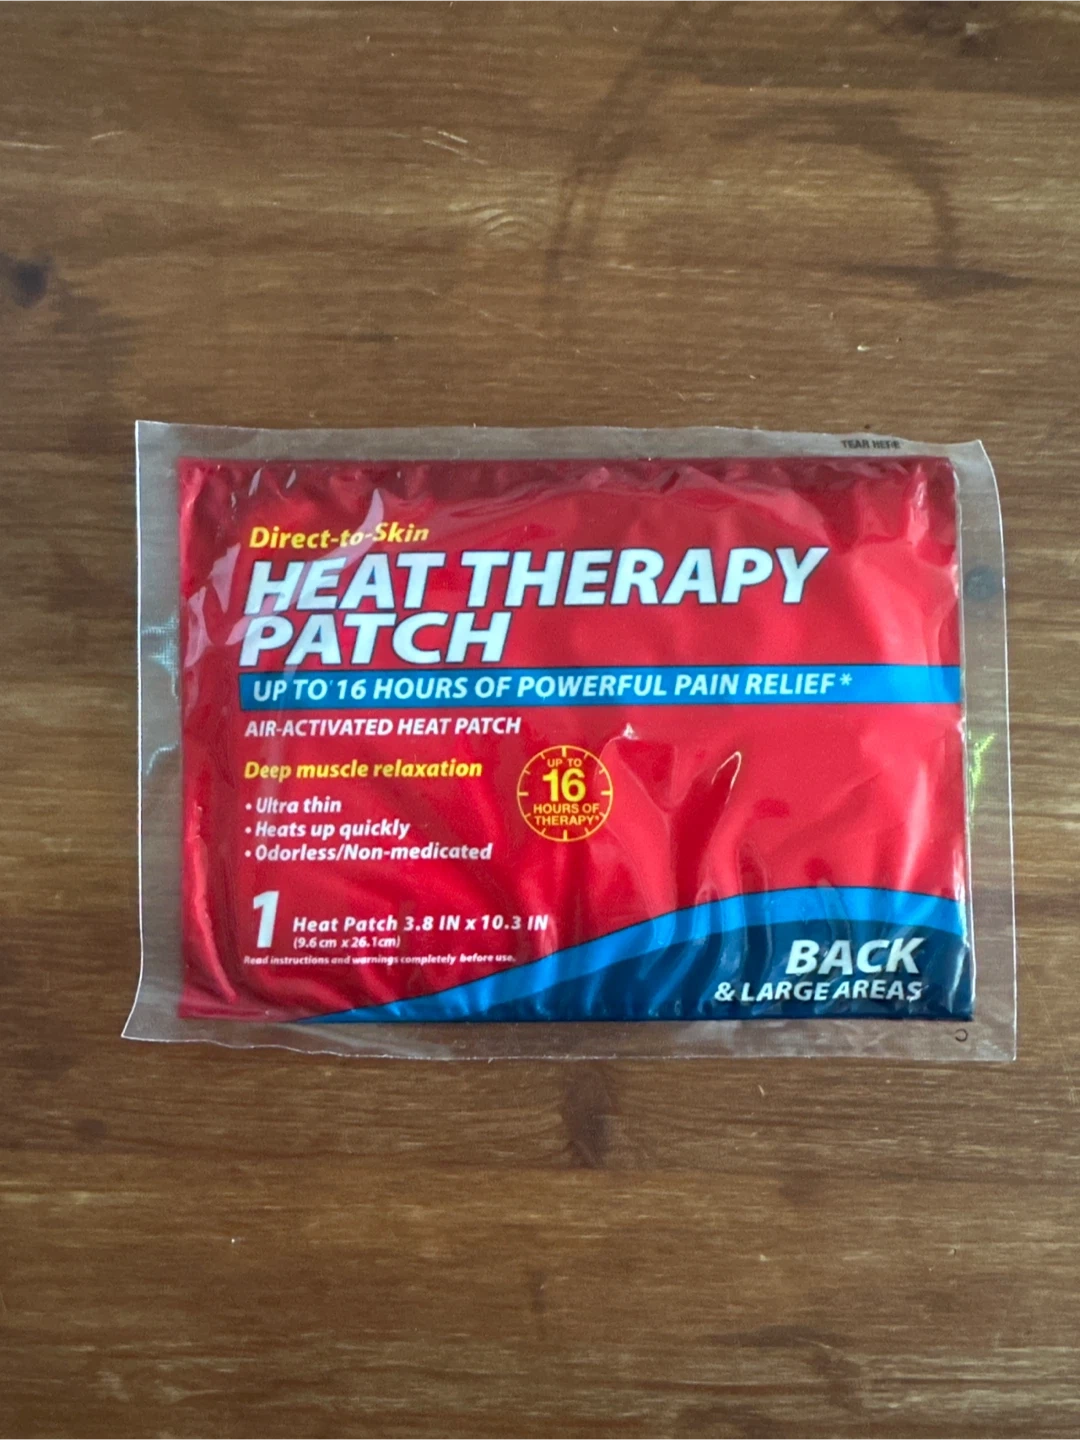 TEAR HERE
Direct-to-Skin
HEAT THERAPY
PATCH
UP TO 16 HOURS OF POWERFUL PAIN RELIEF*
AIR-ACTIVATED HEAT PATCH
Deep muscle relaxation
• Ultra thin
• Heats up quickly
• Odorless/Non-medicated
UP TO
16
HOURS OF
THERAPY*
1 Heat Patch 3.8 IN x 10.3 IN
(9.6 cm x 26.1cm)
Read instructions and warnings completely before use.
BACK
& LARGE AREAS